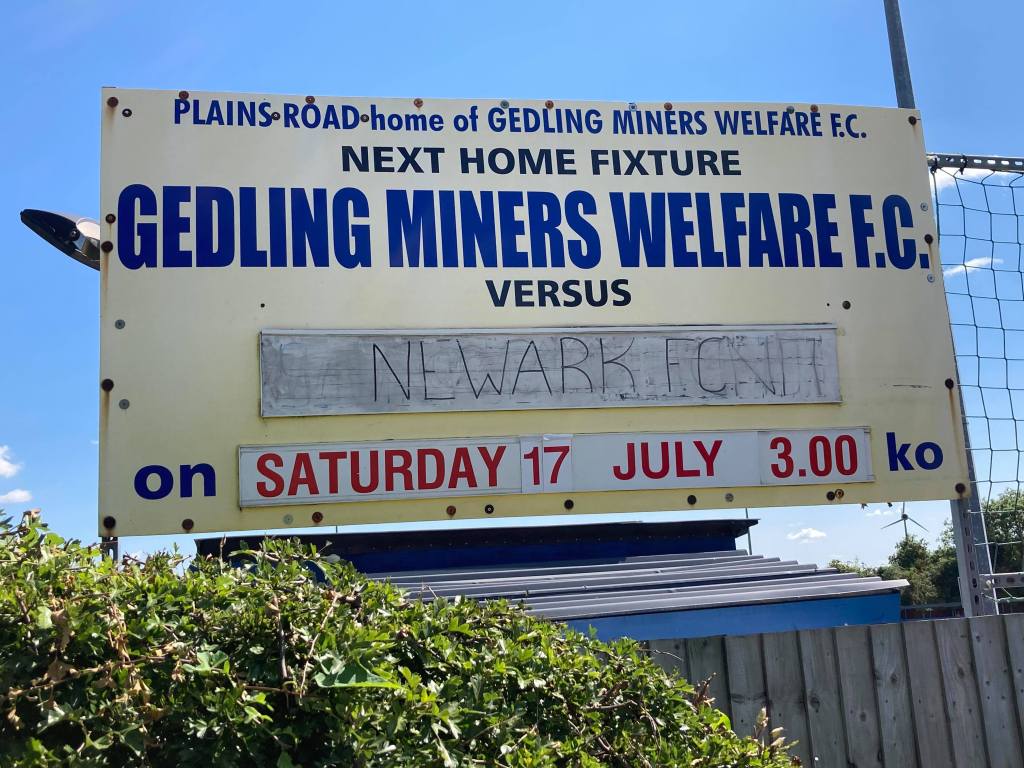 PLAINS ROAD home of GEDLING MINERS WELFARE F.C.
NEXT HOME FIXTURE
GEDLING MINERS WELFARE F.C.
VERSUS
NEWARK FC
on SATURDAY 17 JULY 3.00 ko